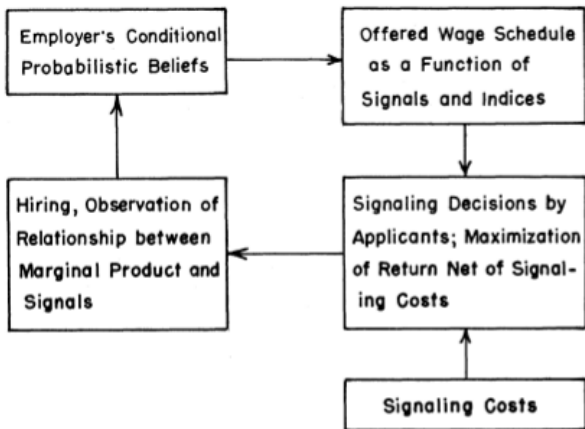 Employer's Conditional
Probabilistic Beliefs
Offered Wage Schedule
as a Function of
Signals and Indices
Hiring, Observation of
Relationship between
Marginal Product and
Signals
Signaling Decisions by
Applicants; Maximization
of Return Net of Signal-
ing Costs
Signaling Costs